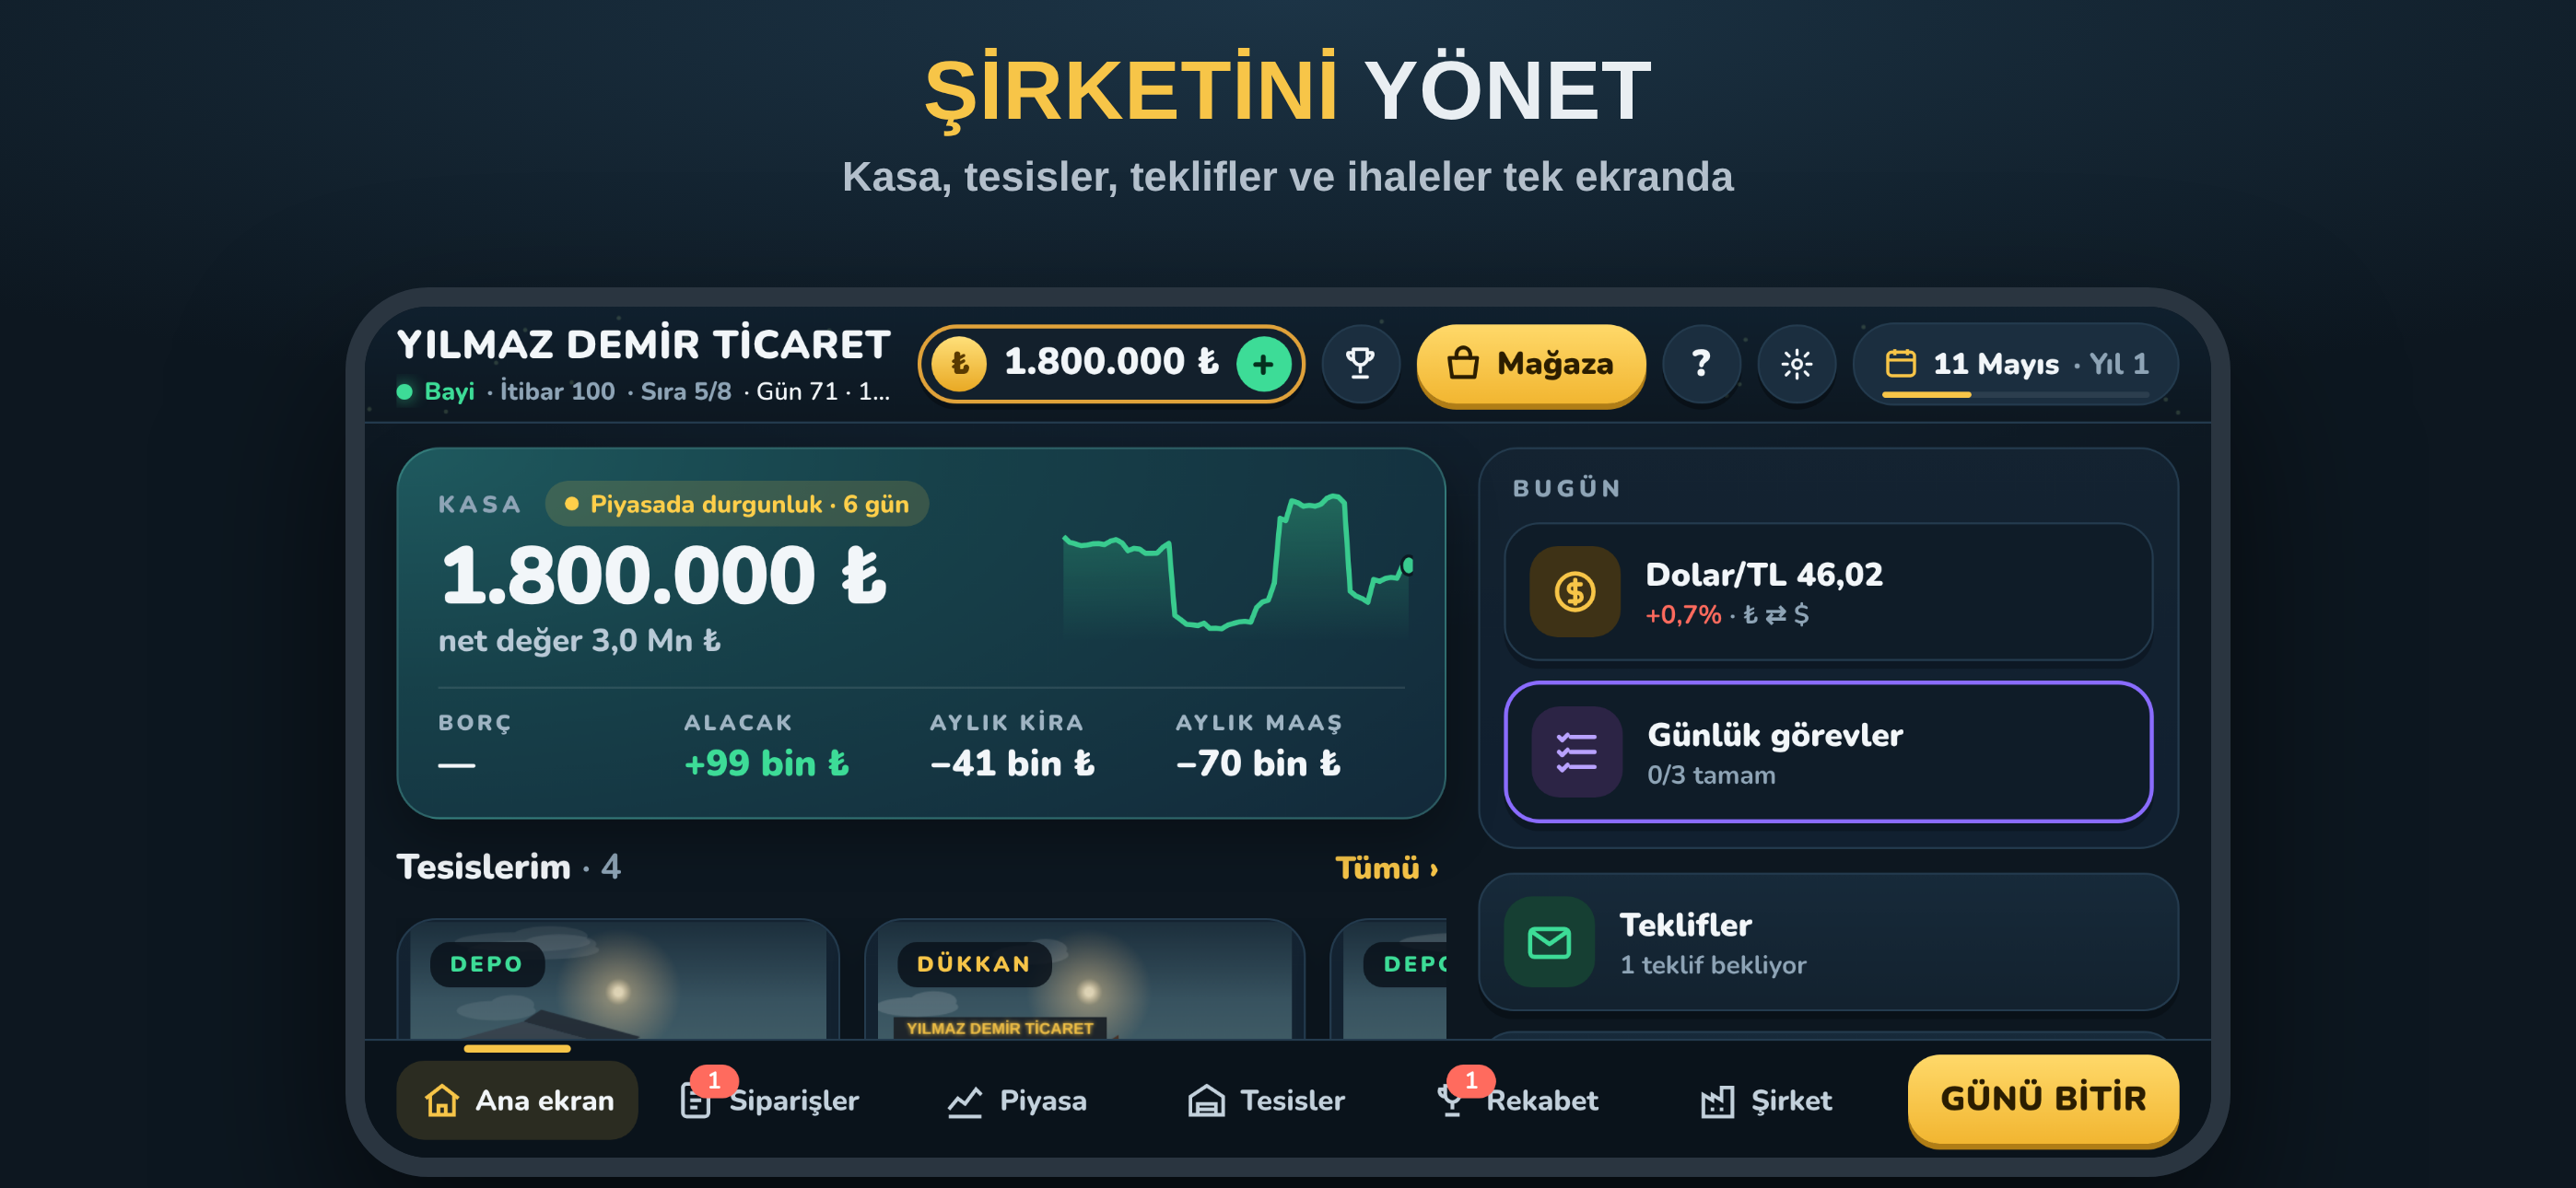 ŞİRKETİNİ YÖNET
Kasa, tesisler, teklifler ve ihaleler tek ekranda
YILMAZ DEMİR TİCARET
Bayi · İtibar 100 · Sıra 5/8 · Gün 71 · 1...
₺ 1.800.000 ₺ +
Mağaza
?
11 Mayıs · Yıl 1
KASA
Piyasada durgunluk · 6 gün
1.800.000 ₺
net değer 3,0 Mn ₺
BORÇ
—
ALACAK
+99 bin ₺
AYLIK KİRA
−41 bin ₺
AYLIK MAAŞ
−70 bin ₺
BUGÜN
Dolar/TL 46,02
+0,7% · ₺ ⇄ $
Günlük görevler
0/3 tamam
Tesislerim · 4
Tümü ›
DEPO
DÜKKAN
YILMAZ DEMİR TİCARET
DEPO
Teklifler
1 teklif bekliyor
Ana ekran
1
Siparişler
Piyasa
Tesisler
1
Rekabet
Şirket
GÜNÜ BİTİR